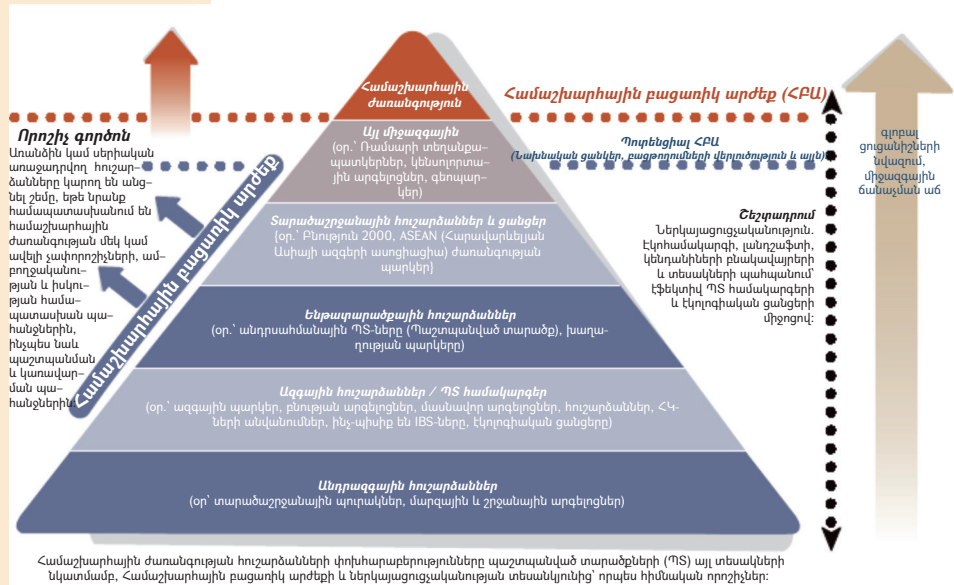 Համաշխարհային
ժառանգություն
Համաշխարհային բացառիկ արժեք (ՀԲԱ)
Որոշիչ գործոն
Առանձին կամ սերիական
առաջադրվող հուշար-
ձանները կարող են անց-
նել շեմը, եթե նրանք
համապատասխանում են
համաշխարհային
ժառանգության մեկ կամ
ավելի չափորոշիչների, ամ-
բողջականու-
թյան և իսկու-
թյան համա-
պատասխան պա-
հանջներին,
ինչպես նաև
պաշտպանման
և կառավար-
ման պա-
հանջներին:
Համաշխարհային բացառիկ արժեք
Այլ միջազգային
(օր.՝ Ռամսարի տեղանքա-
պատկերներ, կենսոլորտա-
յին արգելոցներ, գեոպար-
կեր)
Պոտենցիալ ՀԲԱ
(Նախնական ցանկեր, բացթողումների վերլուծություն և այլն)
գլոբալ
ցուցանիշների
նվազում,
միջազգային
ճանաչման աճ
Տարածաշրջանային հուշարձաններ և ցանցեր
{օր.՝ Բնություն 2000, ASEAN (Հարավարևելյան
Ասիայի ազգերի ասոցիացիա) ժառանգության
պարկեր}
Շեշտադրում
Ներկայացուցչականություն.
Էկոհամակարգի, լանդշաֆտի,
կենդանիների բնակավայրերի
և տեսակների պահպանում՝
էֆեկտիվ ՊՏ համակարգերի
և էկոլոգիական ցանցերի
միջոցով:
Ենթատարածքային հուշարձաններ
(օր.՝ անդրսահմանային ՊՏ-ները (Պաշտպանված տարածք), խաղա-
ղության պարկերը)
Ազգային հուշարձաններ / ՊՏ համակարգեր
(օր.՝ ազգային պարկեր, բնության արգելոցներ, մասնավոր արգելոցներ, հուշարձաններ, ՀԿ-
ների անվանումներ, ինչ-պիսիք են IBS-ները, էկոլոգիական ցանցերը)
Անդրազգային հուշարձաններ
(օր՝ տարածաշրջանային պուրակներ, մարզային և շրջանային արգելոցներ)
Համաշխարհային ժառանգության հուշարձանների փոխհարաբերությունները պաշտպանված տարածքների (ՊՏ) այլ տեսակների
նկատմամբ, Համաշխարհային բացառիկ արժեքի և ներկայացուցչականության տեսանկյունից՝ որպես հիմնական որոշիչներ: